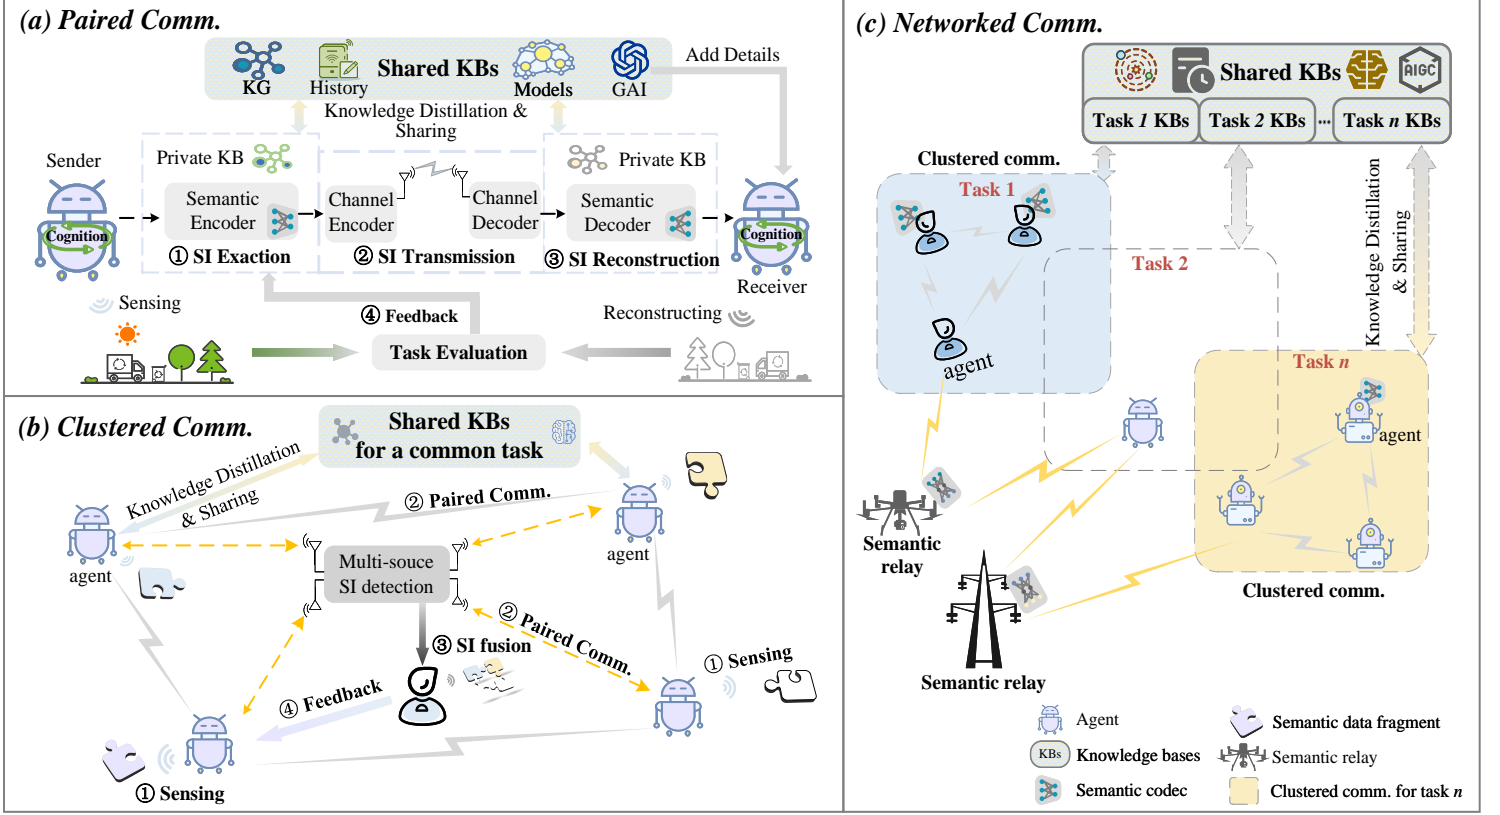 (a) Paired Comm.
Shared KBs
KG
History
Models
GAI
Add Details
Knowledge Distillation &
Sharing
Sender
Private KB
Private KB
Semantic
Encoder
Channel
Encoder
Channel
Decoder
Semantic
Decoder
Cognition
Cognition
① SI Exaction
② SI Transmission
③ SI Reconstruction
Receiver
Sensing
④ Feedback
Reconstructing
Task Evaluation
(b) Clustered Comm.
Shared KBs
for a common task
Knowledge Distillation
& Sharing
② Paired Comm.
agent
agent
Multi-souce
SI detection
② Paired Comm.
③ SI fusion
① Sensing
④ Feedback
① Sensing
(c) Networked Comm.
Shared KBs
AIGC
Task 1 KBs
Task 2 KBs
...
Task n KBs
Clustered comm.
Task 1
agent
Task 2
Knowledge Distillation
& Sharing
Task n
agent
Semantic
relay
Clustered comm.
Semantic relay
Agent
Semantic data fragment
KBs
Knowledge bases
Semantic relay
Semantic codec
Clustered comm. for task n